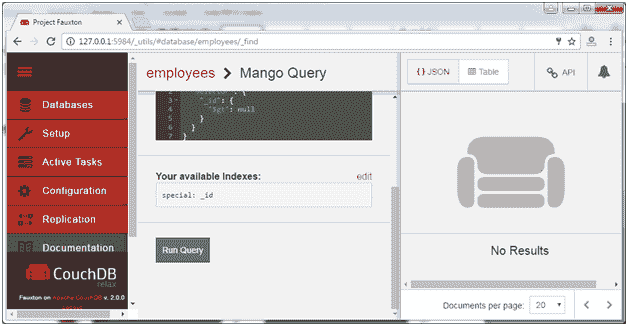 Project Fauxton
127.0.0.1:5984/_utils/#database/employees/_find
employees > Mango Query
{ } JSON
Table
API
Databases
Setup
Active Tasks
Configuration
Replication
Documentation
CouchDB
relax
Fauxton on Apache CouchDB v. 2.0.0
2
3
"_id": {
4
"$gt": null
5
}
6
}
7
}
Your available Indexes:
edit
special: _id
Run Query
No Results
Documents per page: 20